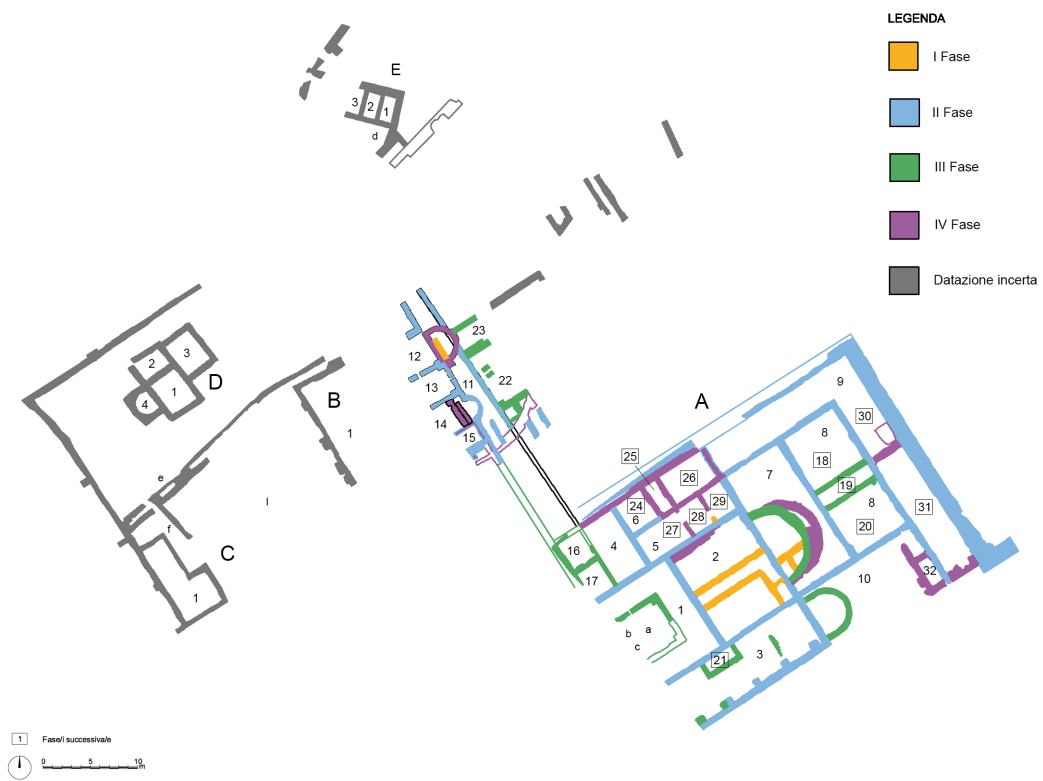 LEGENDA
I Fase
II Fase
III Fase
IV Fase
Datazione incerta
E
3 2 1
d
D
2 3
1
4
B
1
e
f
l
C
1
23
12
11
13
22
14
15
A
9
30
8
25
26
18
7
24
29
19
8
6
28
31
27
20
16
4
5
2
32
17
10
1
b a
c
21
3
1 Fase/i successiva/e
0 5 10
m